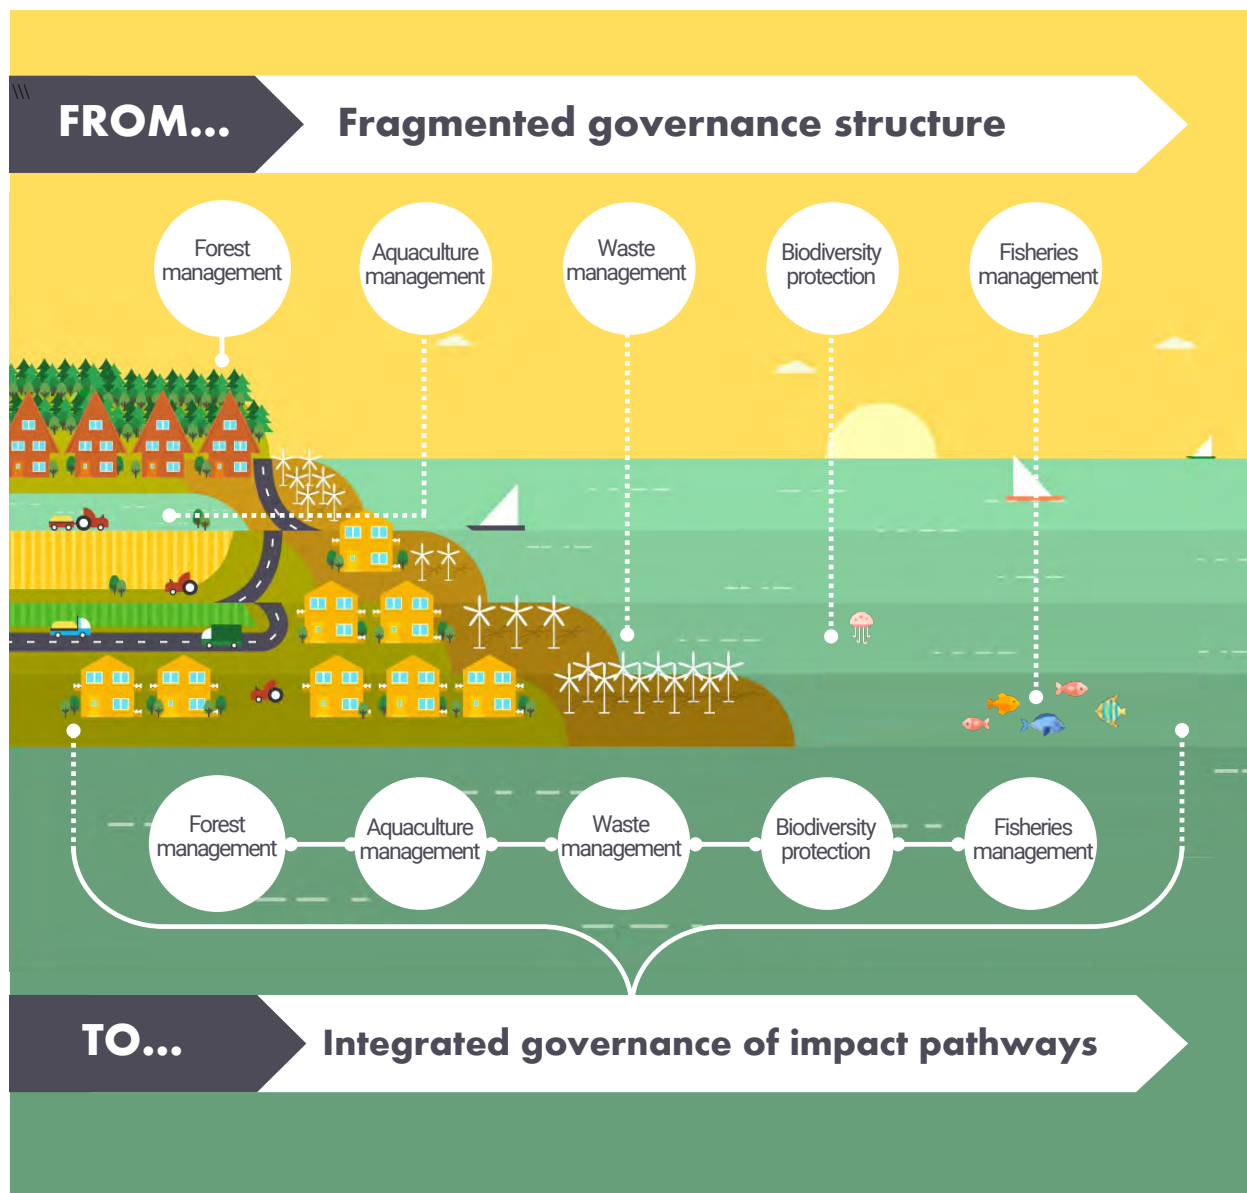 \\\
FROM...
Fragmented governance structure
Forest
management
Aquaculture
management
Waste
management
Biodiversity
protection
Fisheries
management
Forest
management
Aquaculture
management
Waste
management
Biodiversity
protection
Fisheries
management
TO...
Integrated governance of impact pathways